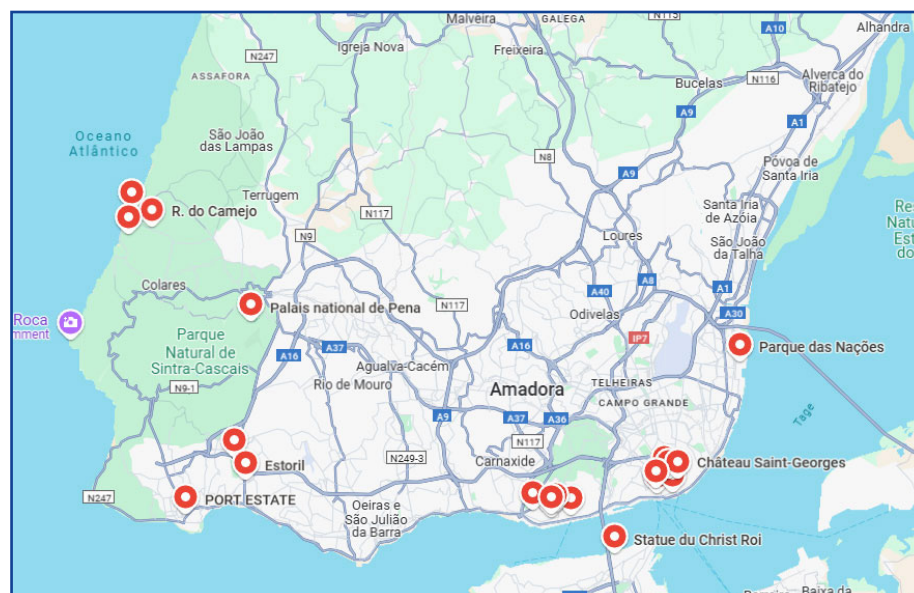 Malveira
GALEGA
N115
A10
Alhandra
Igreja Nova
Freixeira
N247
ASSAFORA
Bucelas
N116
Alverca do
Ribatejo
A9
A1
Oceano
Atlântico
São João
das Lampas
N8
A9
Póvoa de
Santa Iria
Terrugem
N117
R. do Camejo
Santa Iria
de Azóia
N9
Loures
São João
da Talha
Colares
A8
A1
A40
Palais national de Pena
N117
Odivelas
A30
Roca
Parque
Natural de
Sintra-Cascais
A16
A37
A16
IP7
Parque das Nações
Agualva-Cacém
Rio de Mouro
N9-1
Amadora
TELHEIRAS
CAMPO GRANDE
A9
A37
A36
Tage
N117
N249-3
Carnaxide
Estoril
Château Saint-Georges
N247
PORT ESTATE
Oeiras e
São Julião
da Barra
Statue du Christ Roi
Baixa da